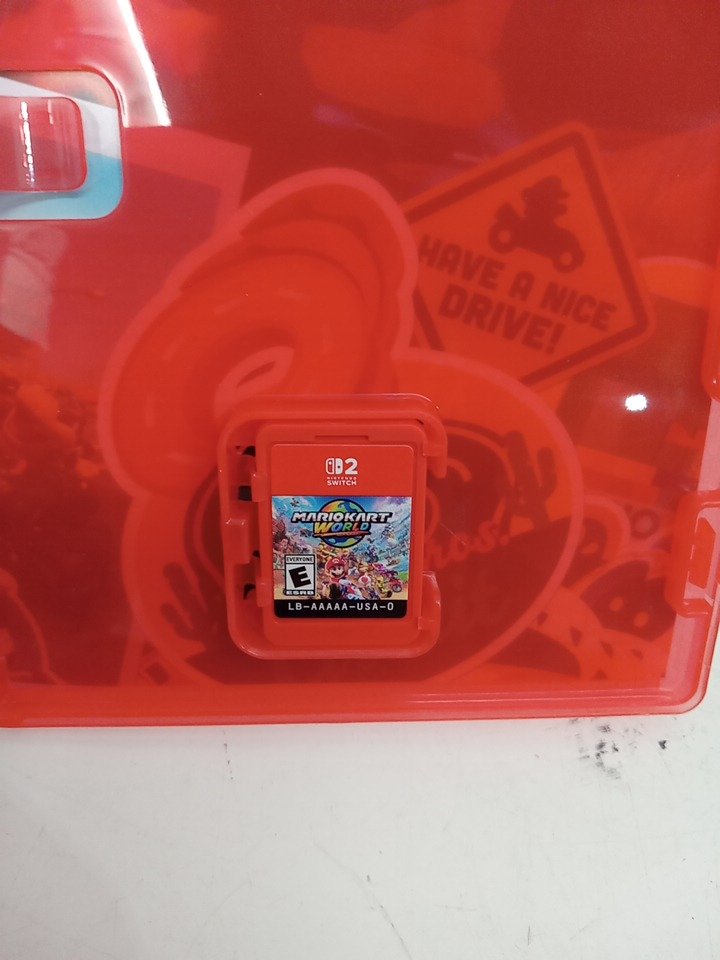 HAVE A NICE
DRIVE!
2
NINTENDO
SWITCH
MARIOKART
WORLD
EVERYONE
E
ESRB
LB-AAAAA-USA-0